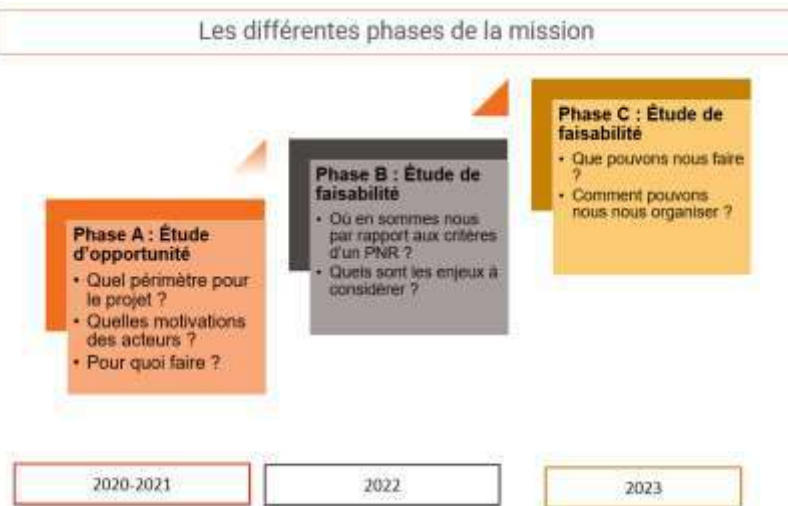 Les différentes phases de la mission
Phase A : Étude
d'opportunité
• Quel périmètre pour
le projet ?
• Quelles motivations
des acteurs ?
• Pour quoi faire ?
Phase B : Étude de
faisabilité
• Où en sommes nous
par rapport aux critères
d'un PNR ?
• Quels sont les enjeux à
considérer ?
Phase C : Étude de
faisabilité
• Que pouvons nous faire
?
• Comment pouvons
nous nous organiser ?
2020-2021
2022
2023